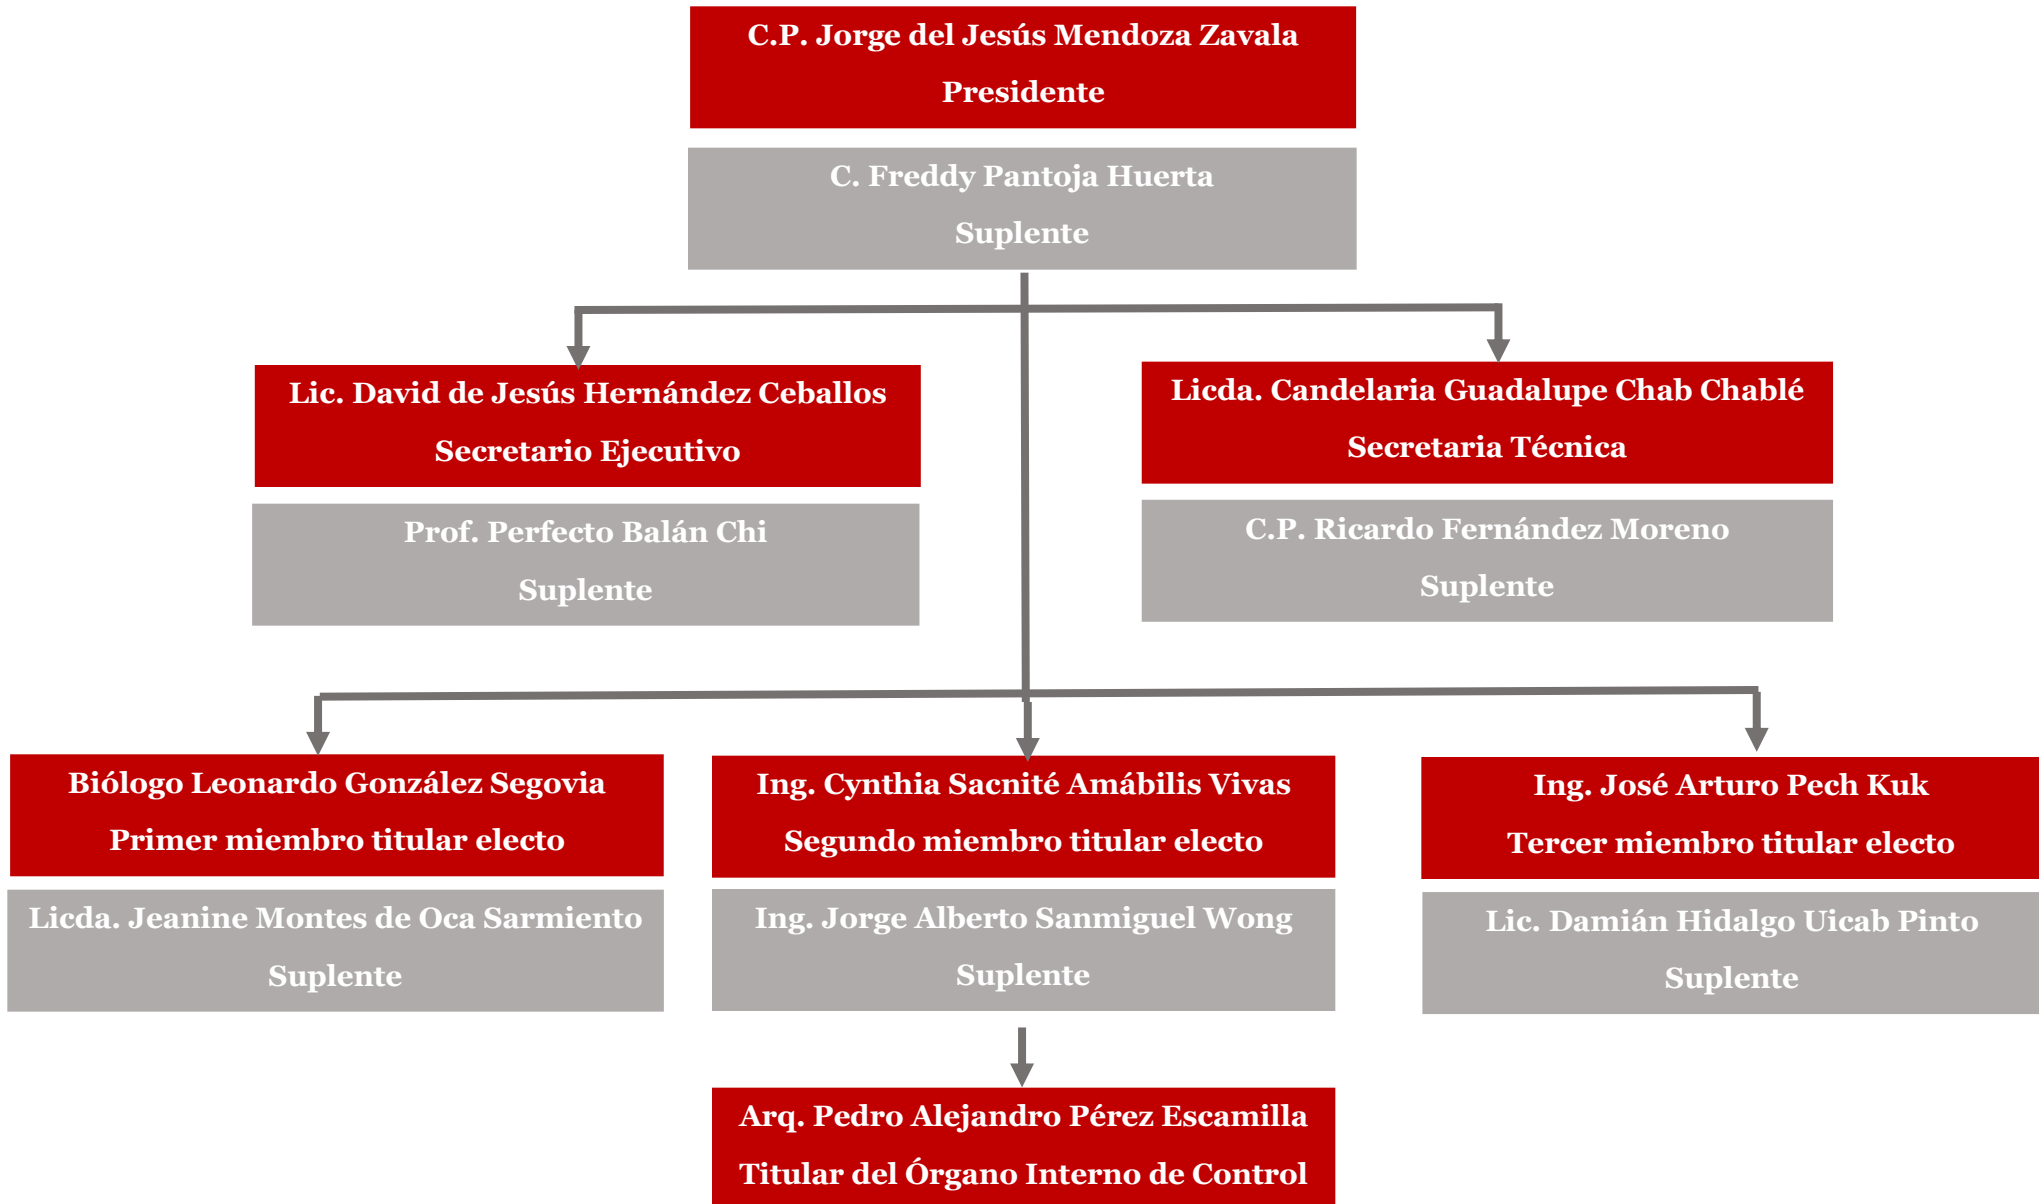 C.P. Jorge del Jesús Mendoza Zavala
Presidente
C. Freddy Pantoja Huerta
Suplente
Lic. David de Jesús Hernández Ceballos
Secretario Ejecutivo
Prof. Perfecto Balán Chi
Suplente
Licda. Candelaria Guadalupe Chab Chablé
Secretaria Técnica
C.P. Ricardo Fernández Moreno
Suplente
Biólogo Leonardo González Segovia
Primer miembro titular electo
Licda. Jeanine Montes de Oca Sarmiento
Suplente
Ing. Cynthia Sacnité Amábilis Vivas
Segundo miembro titular electo
Ing. Jorge Alberto Sanmiguel Wong
Suplente
Ing. José Arturo Pech Kuk
Tercer miembro titular electo
Lic. Damián Hidalgo Uicab Pinto
Suplente
Arq. Pedro Alejandro Pérez Escamilla
Titular del Órgano Interno de Control